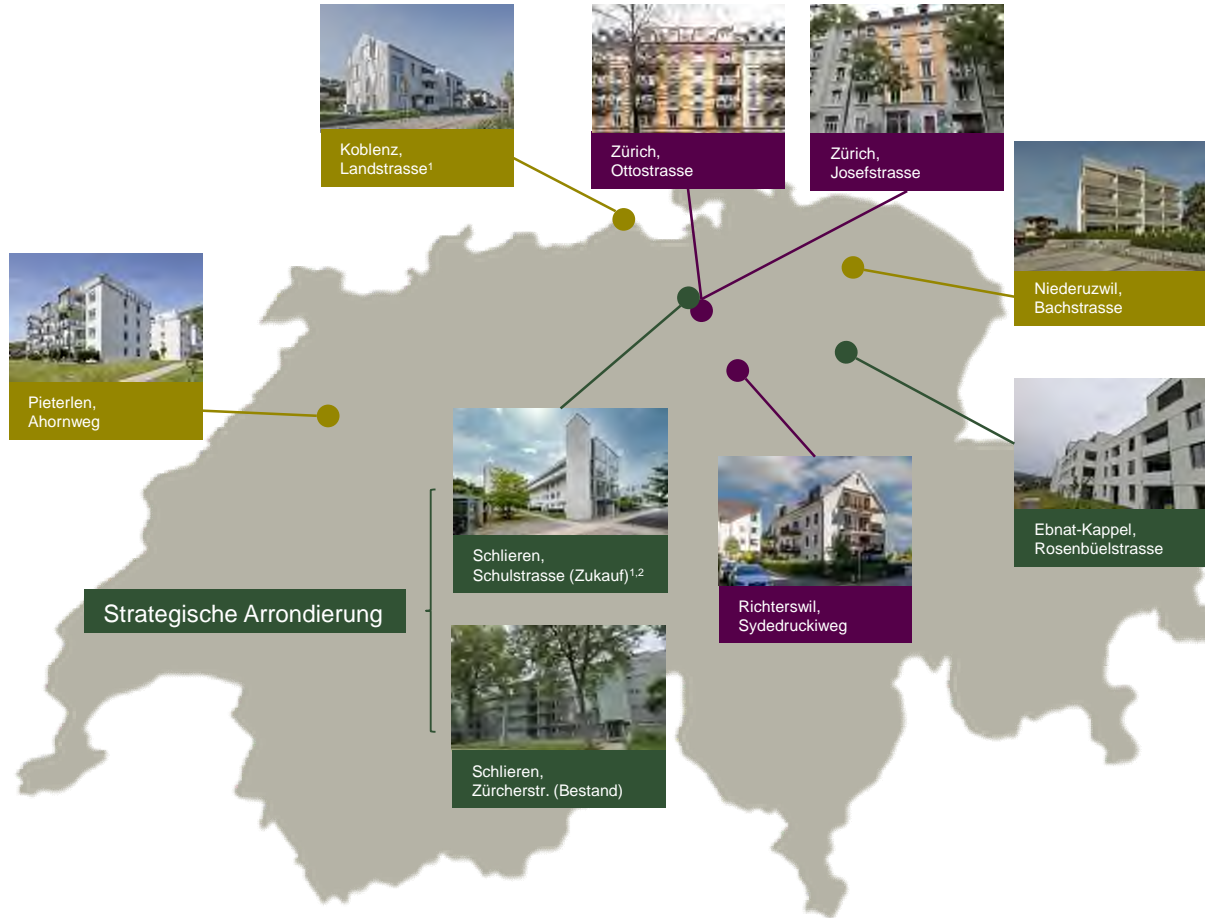 Koblenz,
Landstrasse¹
Zürich,
Ottostrasse
Zürich,
Josefstrasse
Niederuzwil,
Bachstrasse
Pieterlen,
Ahornweg
Schlieren,
Schulstrasse (Zukauf)¹,²
Ebnat-Kappel,
Rosenbüelstrasse
Richterswil,
Sydedruckiweg
Strategische Arrondierung
Schlieren,
Zürcherstr. (Bestand)